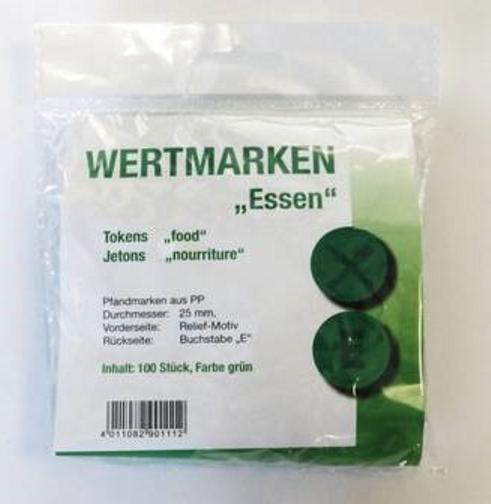 WERTMARKEN
„Essen“
Tokens „food“
Jetons „nourriture“
Pfandmarken aus PP
Durchmesser: 25 mm,
Vorderseite: Relief-Motiv
Rückseite: Buchstabe „E“
Inhalt: 100 Stück, Farbe grün
4 011082 901112
E